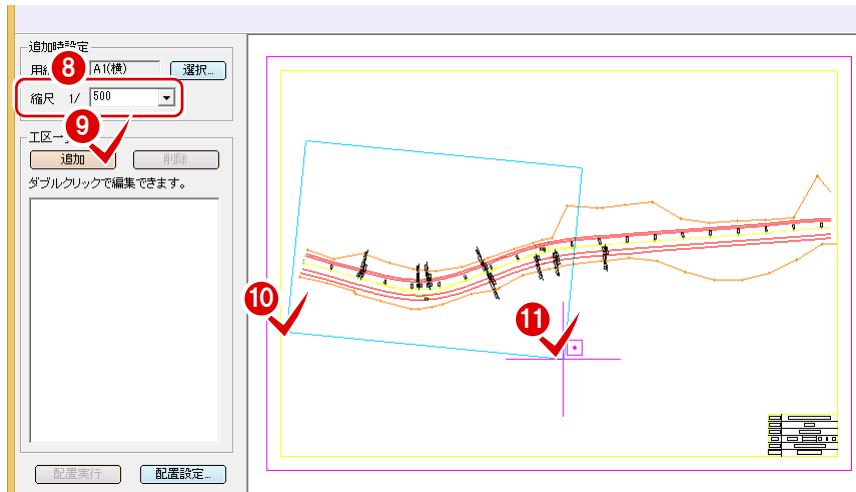 追加時設定
8
用紙 A1(横) 選択...
縮尺 1/ 500
9
工区一
追加 削除
ダブルクリックで編集できます。
10
11
配置実行 配置設定...